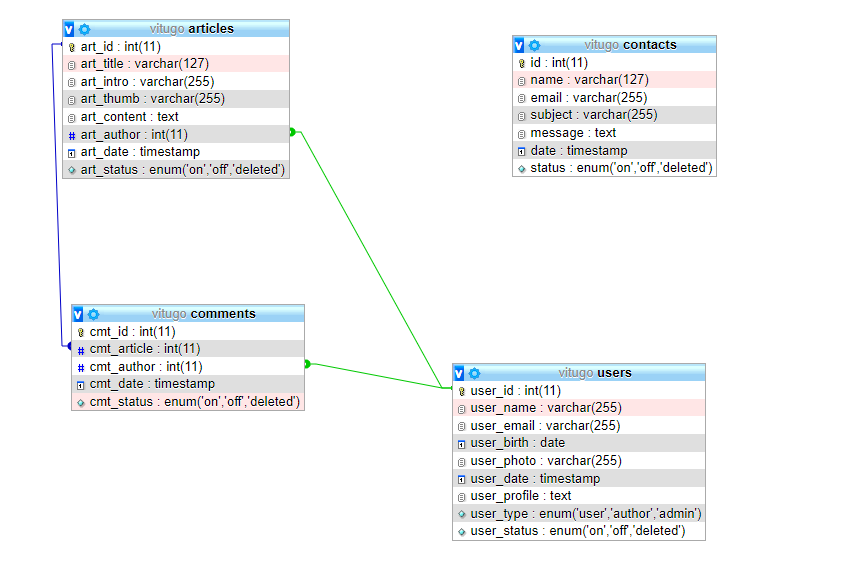 vitugo articles
art_id : int(11)
art_title : varchar(127)
art_intro : varchar(255)
art_thumb : varchar(255)
art_content : text
art_author : int(11)
art_date : timestamp
art_status : enum('on','off','deleted')
vitugo contacts
id : int(11)
name : varchar(127)
email : varchar(255)
subject : varchar(255)
message : text
date : timestamp
status : enum('on','off','deleted')
vitugo comments
cmt_id : int(11)
cmt_article : int(11)
cmt_author : int(11)
cmt_date : timestamp
cmt_status : enum('on','off','deleted')
vitugo users
user_id : int(11)
user_name : varchar(255)
user_email : varchar(255)
user_birth : date
user_photo : varchar(255)
user_date : timestamp
user_profile : text
user_type : enum('user','author','admin')
user_status : enum('on','off','deleted')